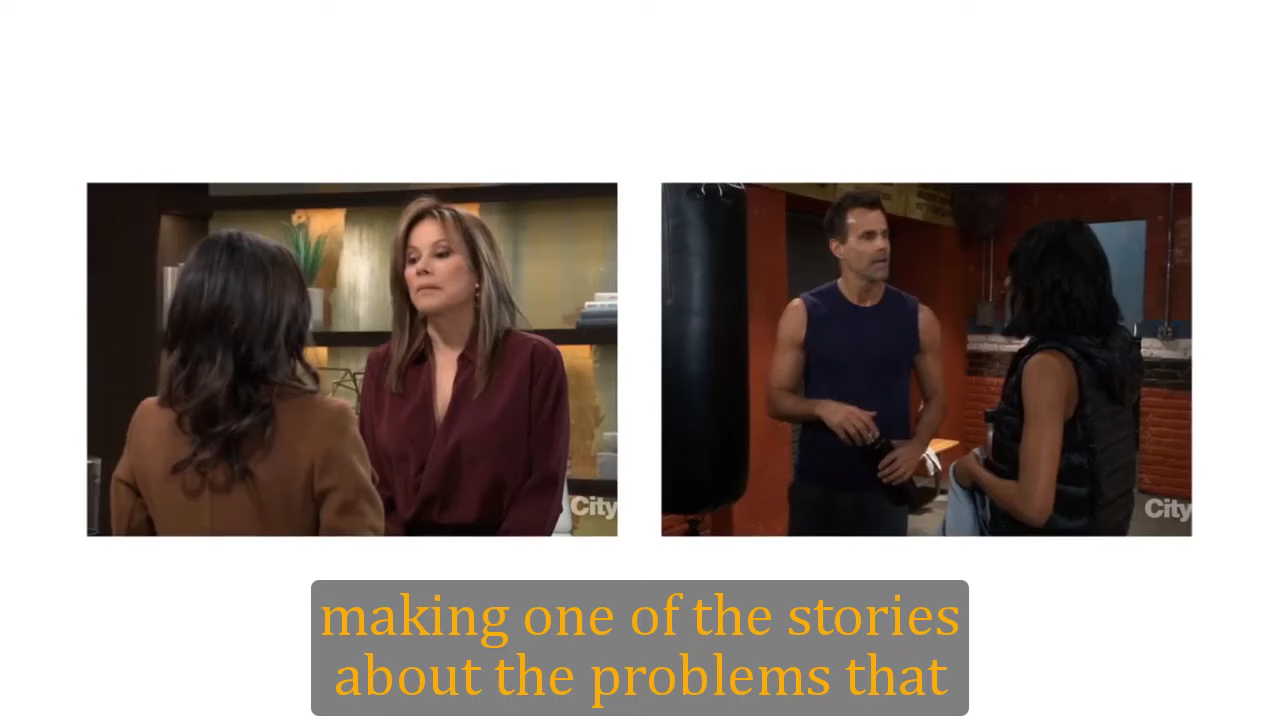 City
City
making one of the stories
about the problems that